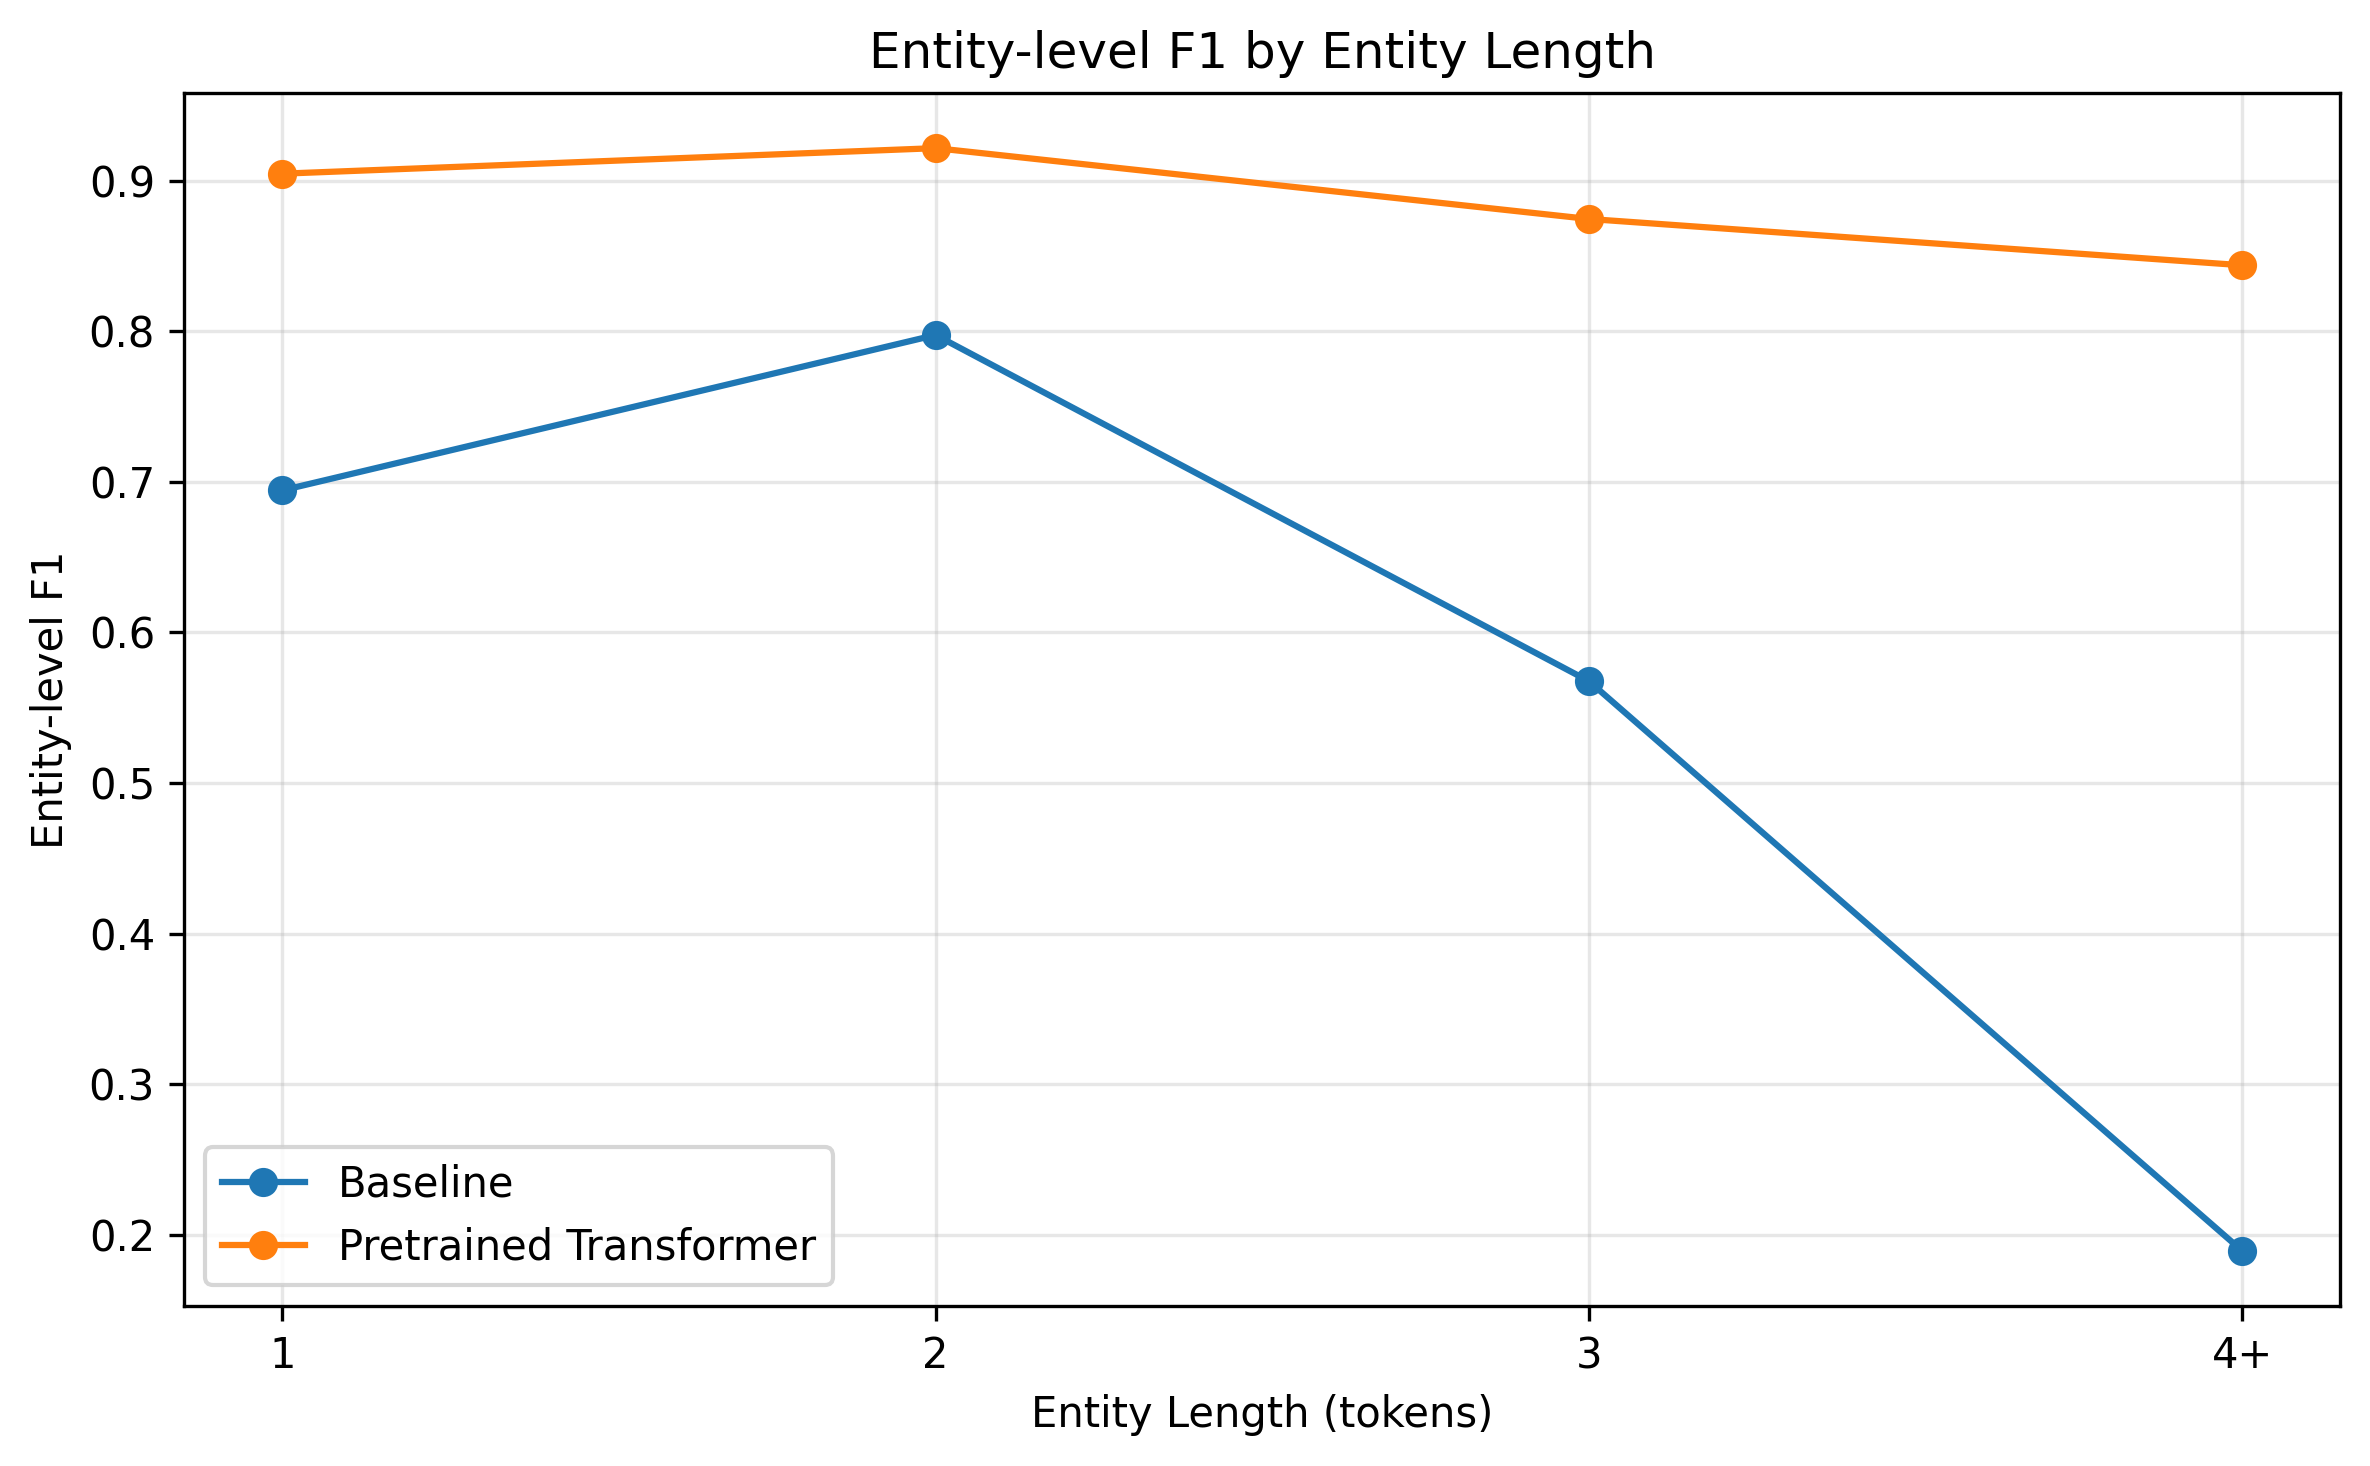 Entity-level F1 by Entity Length
Entity-level F1
0.9
0.8
0.7
0.6
0.5
0.4
0.3
0.2
Baseline
Pretrained Transformer
1 2 3 4+
Entity Length (tokens)